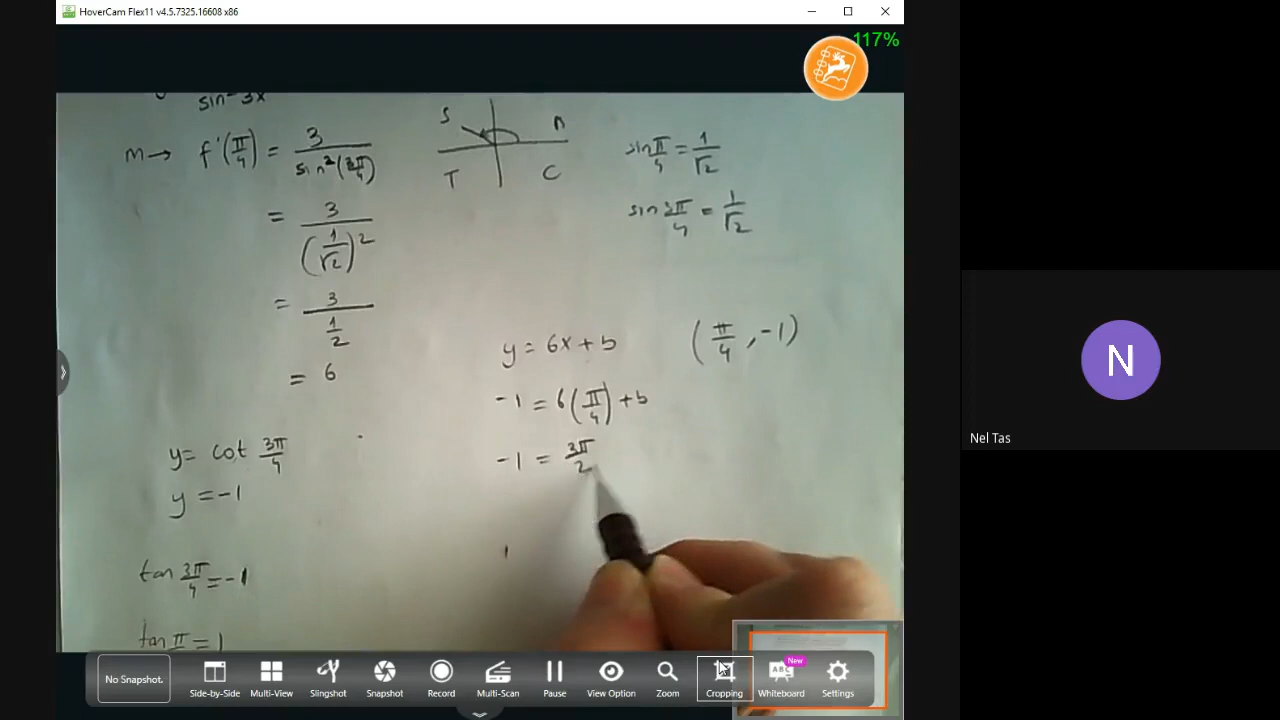 HoverCam Flex11 v4.5.7325.16608 x86
117%
sin² 3x
m → f'(π/4) = 3/sin²(3π/4)
= 3/(1/√2)²
= 3/(1/2)
= 6
S A
T C
sin π/4 = 1/√2
sin 3π/4 = 1/√2
y = cot 3π/4
y = -1
tan 3π/4 = -1
tan π = 1
y = 6x + b
(π/4, -1)
-1 = 6(π/4) + b
-1 = 3π/2
N
Nel Tas
No Snapshot.
Side-by-Side
Multi-View
Slingshot
Snapshot
Record
Multi-Scan
Pause
View Option
Zoom
Cropping
ABC
New
Whiteboard
Settings